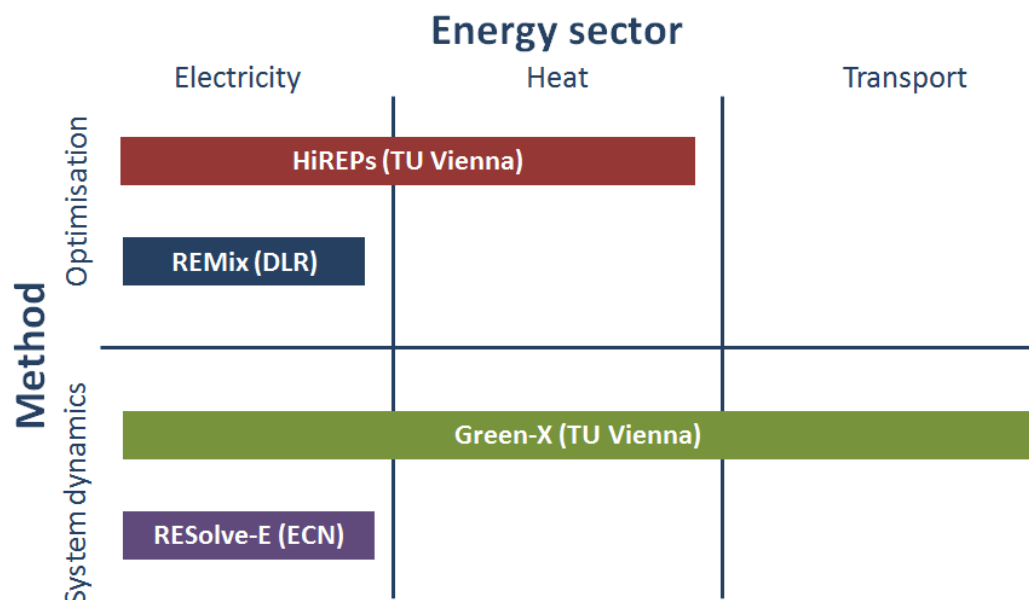 Energy sector
Electricity
Heat
Transport
Method
Optimisation
HiREPs (TU Vienna)
REMix (DLR)
System dynamics
Green-X (TU Vienna)
RESolve-E (ECN)